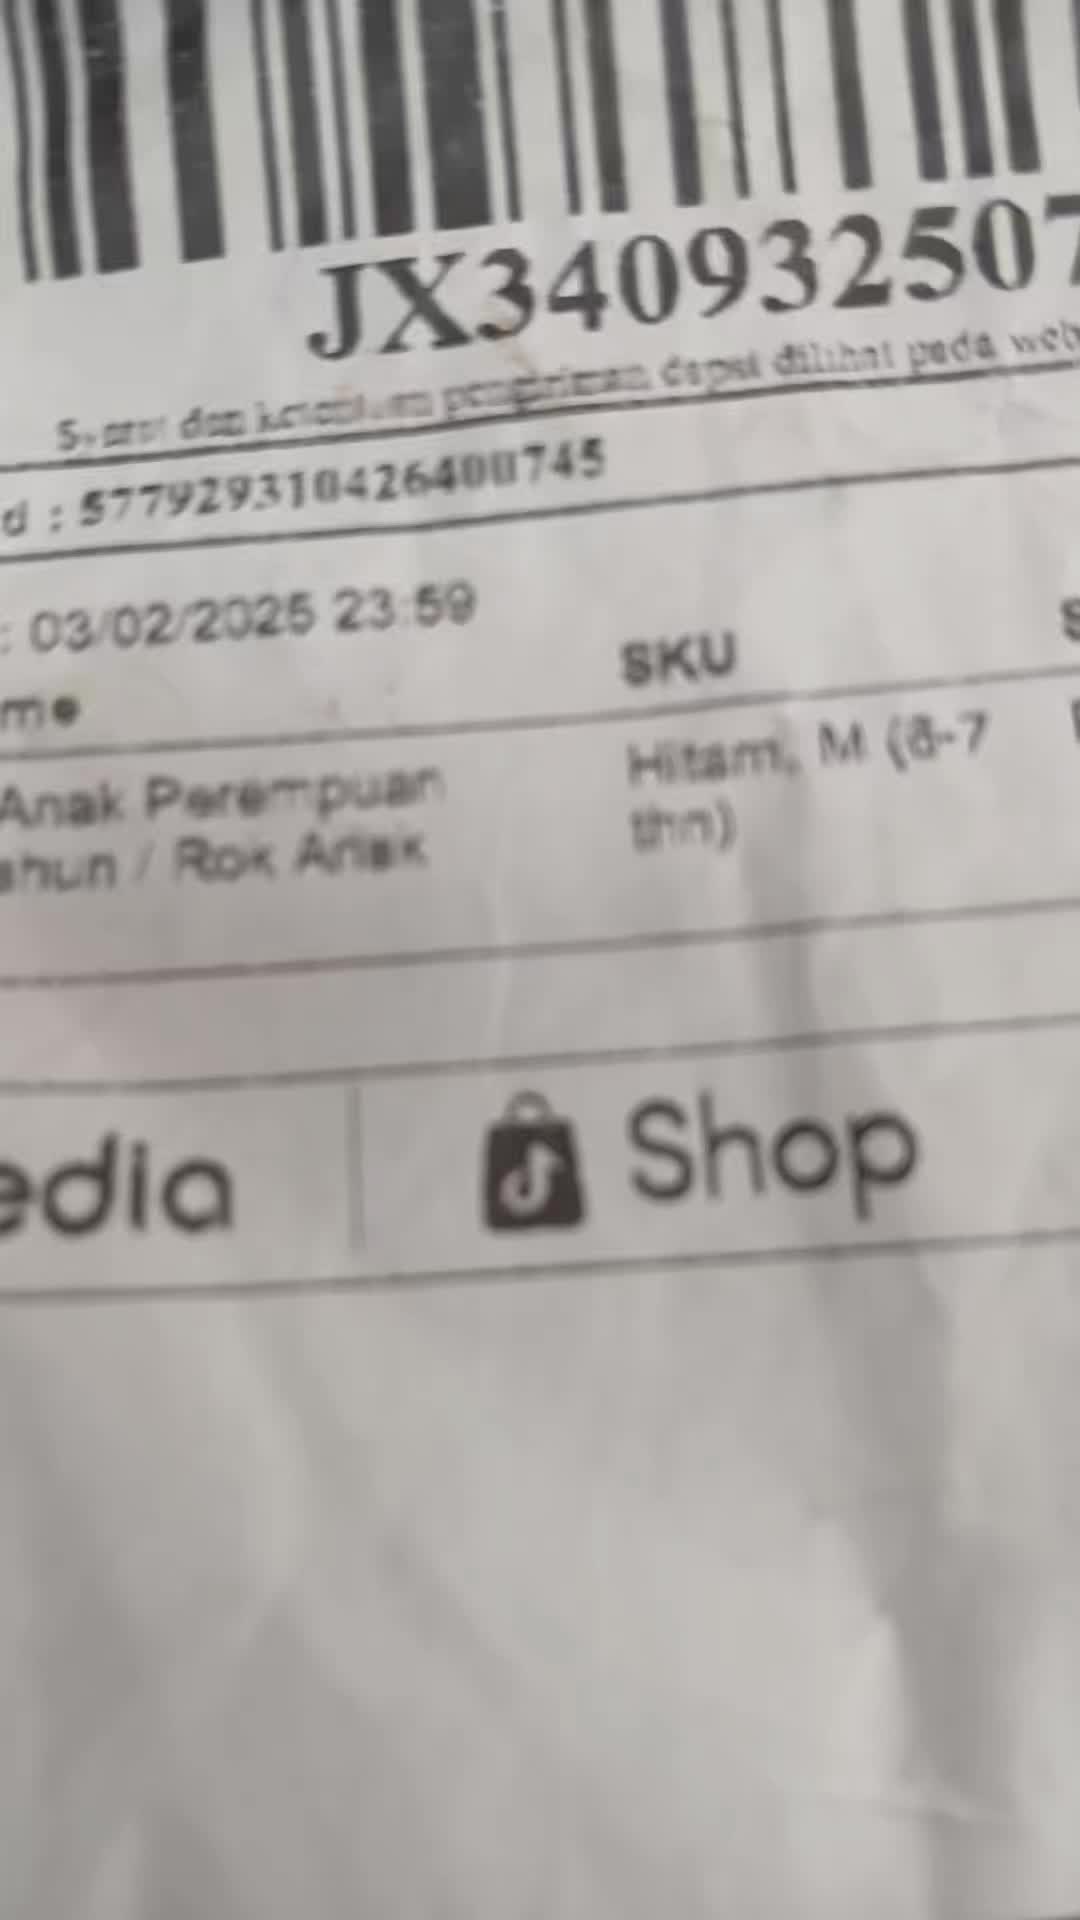 JX340932507
Syarat dan ketentuan pengiriman dapat dilihat pada web
d : 577929310426400745
: 03/02/2025 23:59
SKU
me
Anak Perempuan
Hitam, M (6-7
ahun / Rok Anak
thn)
edia
Shop